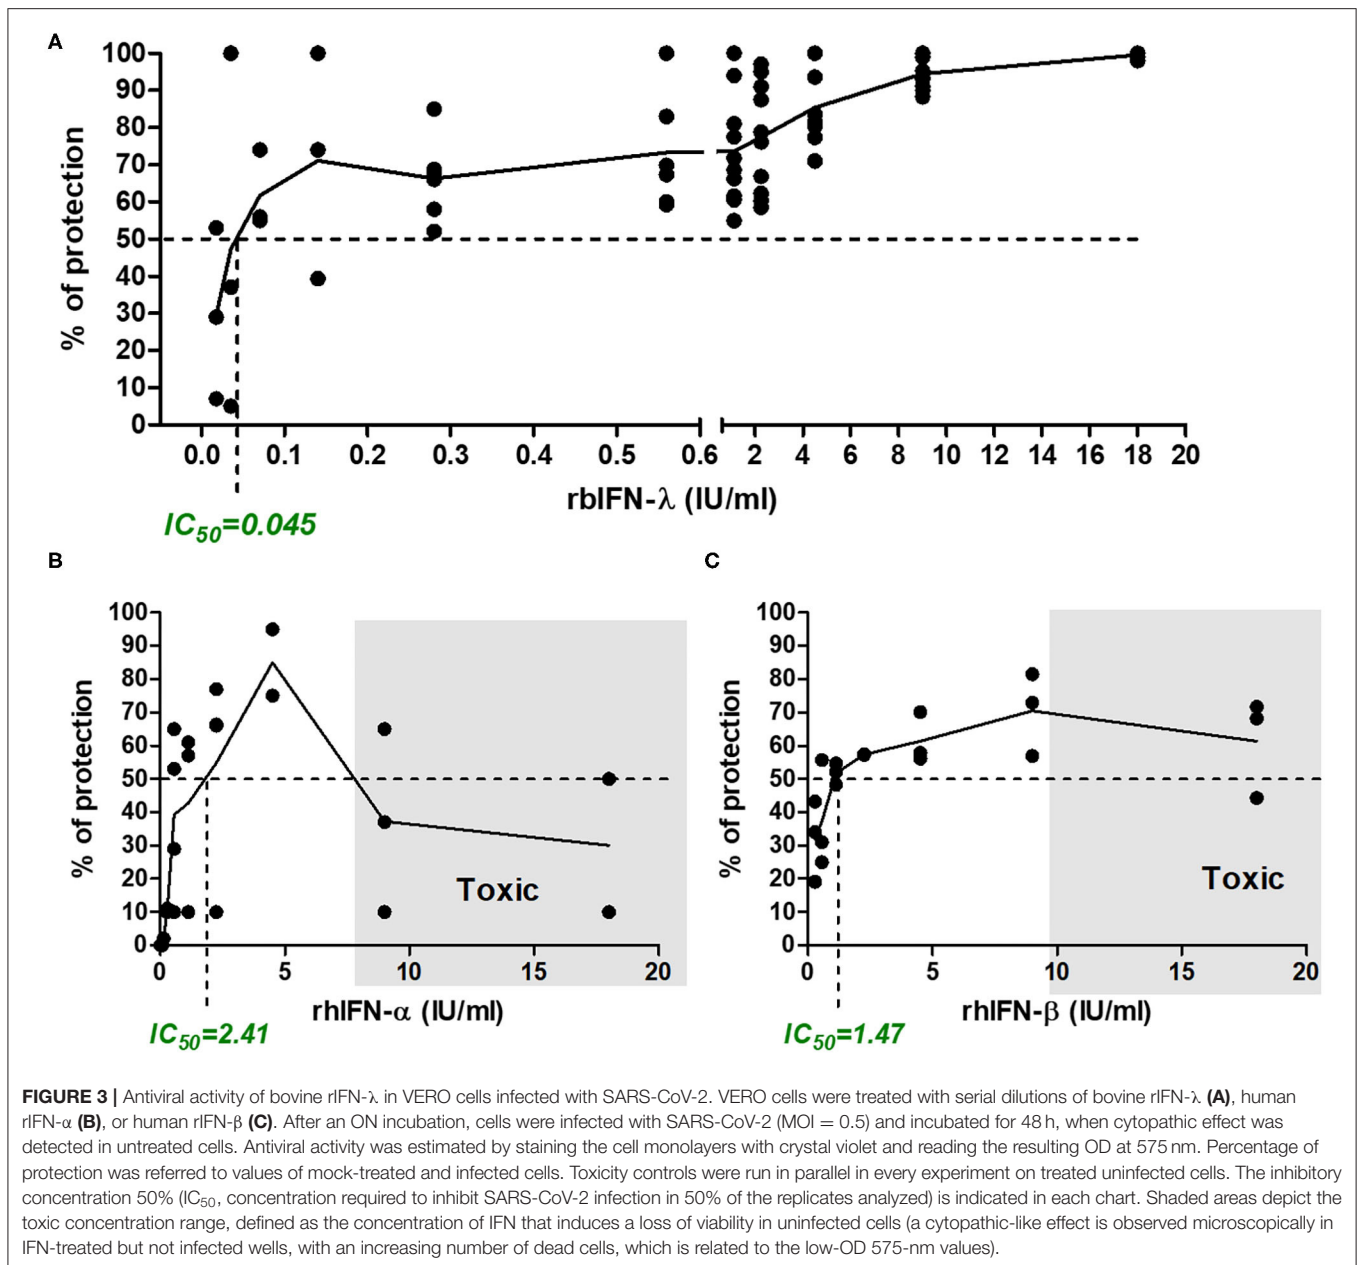 A
100
90
80
70
60
50
40
30
20
10
0
% of protection
0.0 0.1 0.2 0.3 0.4 0.5 0.6 2 4 6 8 10 12 14 16 18 20
rbIFN-λ (IU/ml)
IC50=0.045
B
100
90
80
70
60
50
40
30
20
10
0
% of protection
Toxic
0 5 10 15 20
rhIFN-α (IU/ml)
IC50=2.41
C
100
90
80
70
60
50
40
30
20
10
0
% of protection
Toxic
0 5 10 15 20
rhIFN-β (IU/ml)
IC50=1.47
FIGURE 3 | Antiviral activity of bovine rIFN-λ in VERO cells infected with SARS-CoV-2. VERO cells were treated with serial dilutions of bovine rIFN-λ (A), human
rIFN-α (B), or human rIFN-β (C). After an ON incubation, cells were infected with SARS-CoV-2 (MOI = 0.5) and incubated for 48 h, when cytopathic effect was
detected in untreated cells. Antiviral activity was estimated by staining the cell monolayers with crystal violet and reading the resulting OD at 575 nm. Percentage of
protection was referred to values of mock-treated and infected cells. Toxicity controls were run in parallel in every experiment on treated uninfected cells. The inhibitory
concentration 50% (IC50, concentration required to inhibit SARS-CoV-2 infection in 50% of the replicates analyzed) is indicated in each chart. Shaded areas depict the
toxic concentration range, defined as the concentration of IFN that induces a loss of viability in uninfected cells (a cytopathic-like effect is observed microscopically in
IFN-treated but not infected wells, with an increasing number of dead cells, which is related to the low-OD 575-nm values).